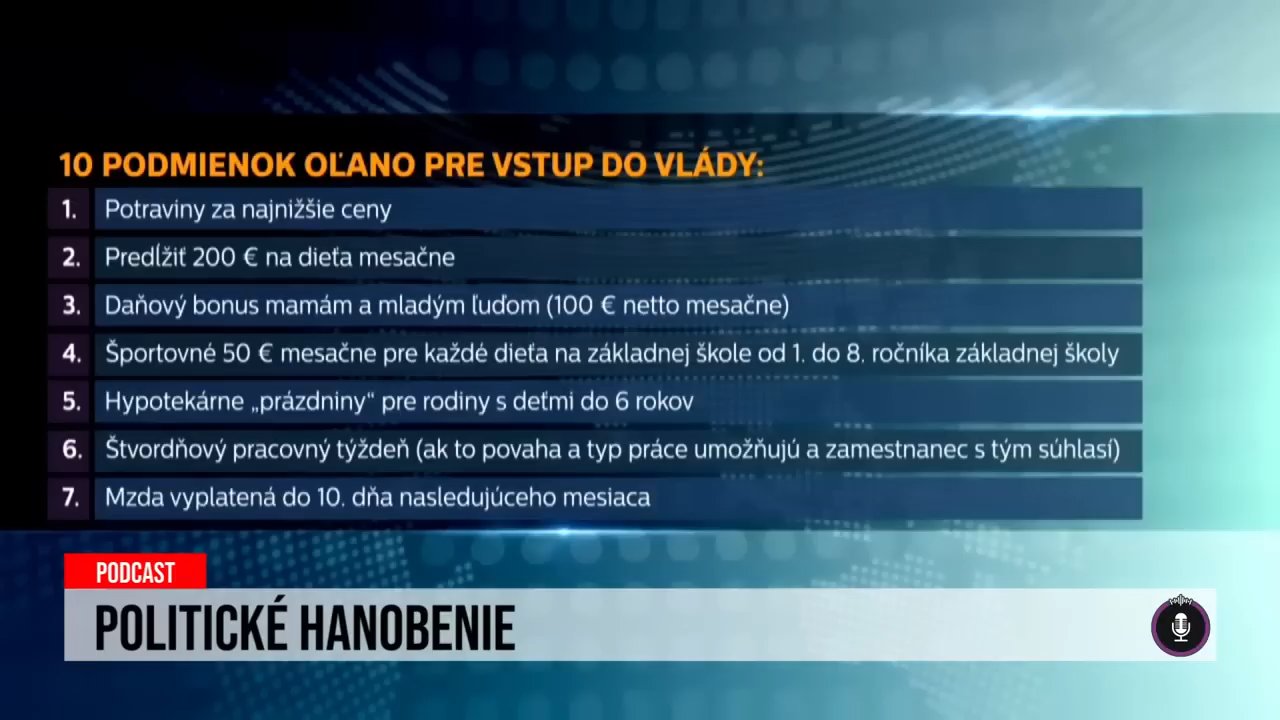 10 PODMIENOK OĽANO PRE VSTUP DO VLÁDY:
1. Potraviny za najnižšie ceny
2. Predĺžiť 200 € na dieťa mesačne
3. Daňový bonus mamám a mladým ľuďom (100 € netto mesačne)
4. Športovné 50 € mesačne pre každé dieťa na základnej škole od 1. do 8. ročníka základnej školy
5. Hypotekárne „prázdniny“ pre rodiny s deťmi do 6 rokov
6. Štvordňový pracovný týždeň (ak to povaha a typ práce umožňujú a zamestnanec s tým súhlasí)
7. Mzda vyplatená do 10. dňa nasledujúceho mesiaca
PODCAST
POLITICKÉ HANOBENIE